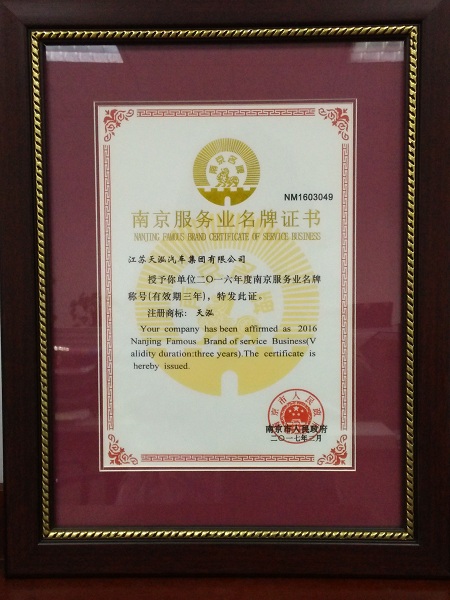 南京名牌
NM1603049
南京服务业名牌证书
NANJING FAMOUS BRAND CERTIFICATE OF SERVICE BUSINESS
江苏天泓汽车集团有限公司
授予你单位二〇一六年度南京服务业名牌
称号(有效期三年)，特发此证。
注册商标：天泓
Your company has been affirmed as 2016
Nanjing Famous Brand of service Business(V
alidity duration:three years).The certificate is
hereby issued.
南京市人民政府
二〇一七年二月